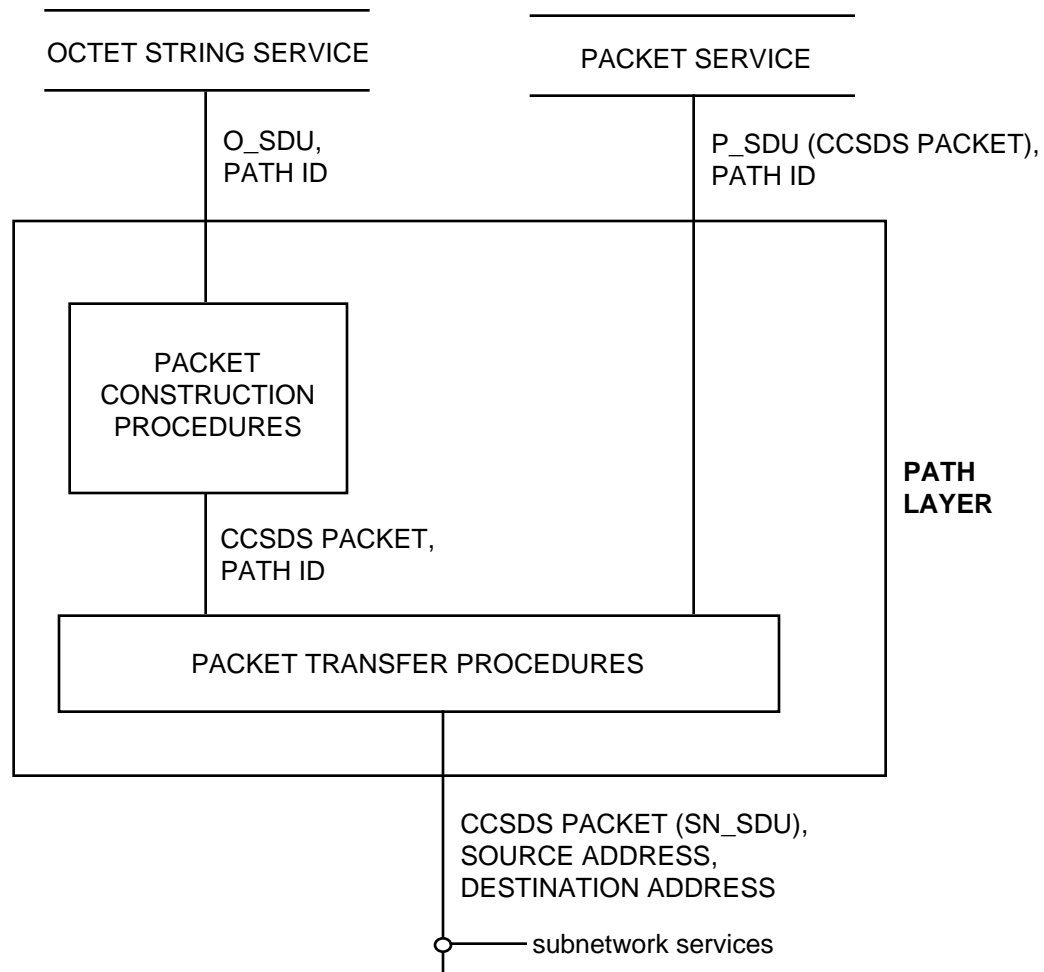 OCTET STRING SERVICE
PACKET SERVICE
O_SDU,
PATH ID
P_SDU (CCSDS PACKET),
PATH ID
PACKET
CONSTRUCTION
PROCEDURES
PATH
LAYER
CCSDS PACKET,
PATH ID
PACKET TRANSFER PROCEDURES
CCSDS PACKET (SN_SDU),
SOURCE ADDRESS,
DESTINATION ADDRESS
subnetwork services